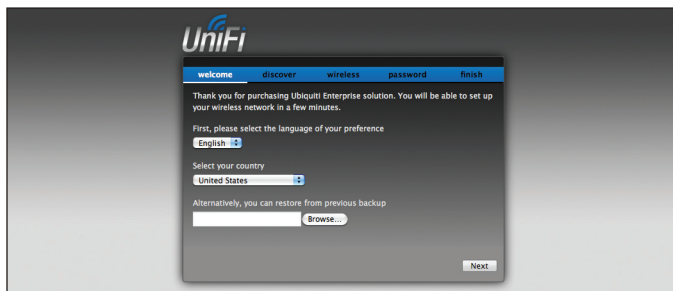 UniFi
welcome discover wireless password finish
Thank you for purchasing Ubiquiti Enterprise solution. You will be able to set up
your wireless network in a few minutes.
First, please select the language of your preference
English
Select your country
United States
Alternatively, you can restore from previous backup
Browse...
Next